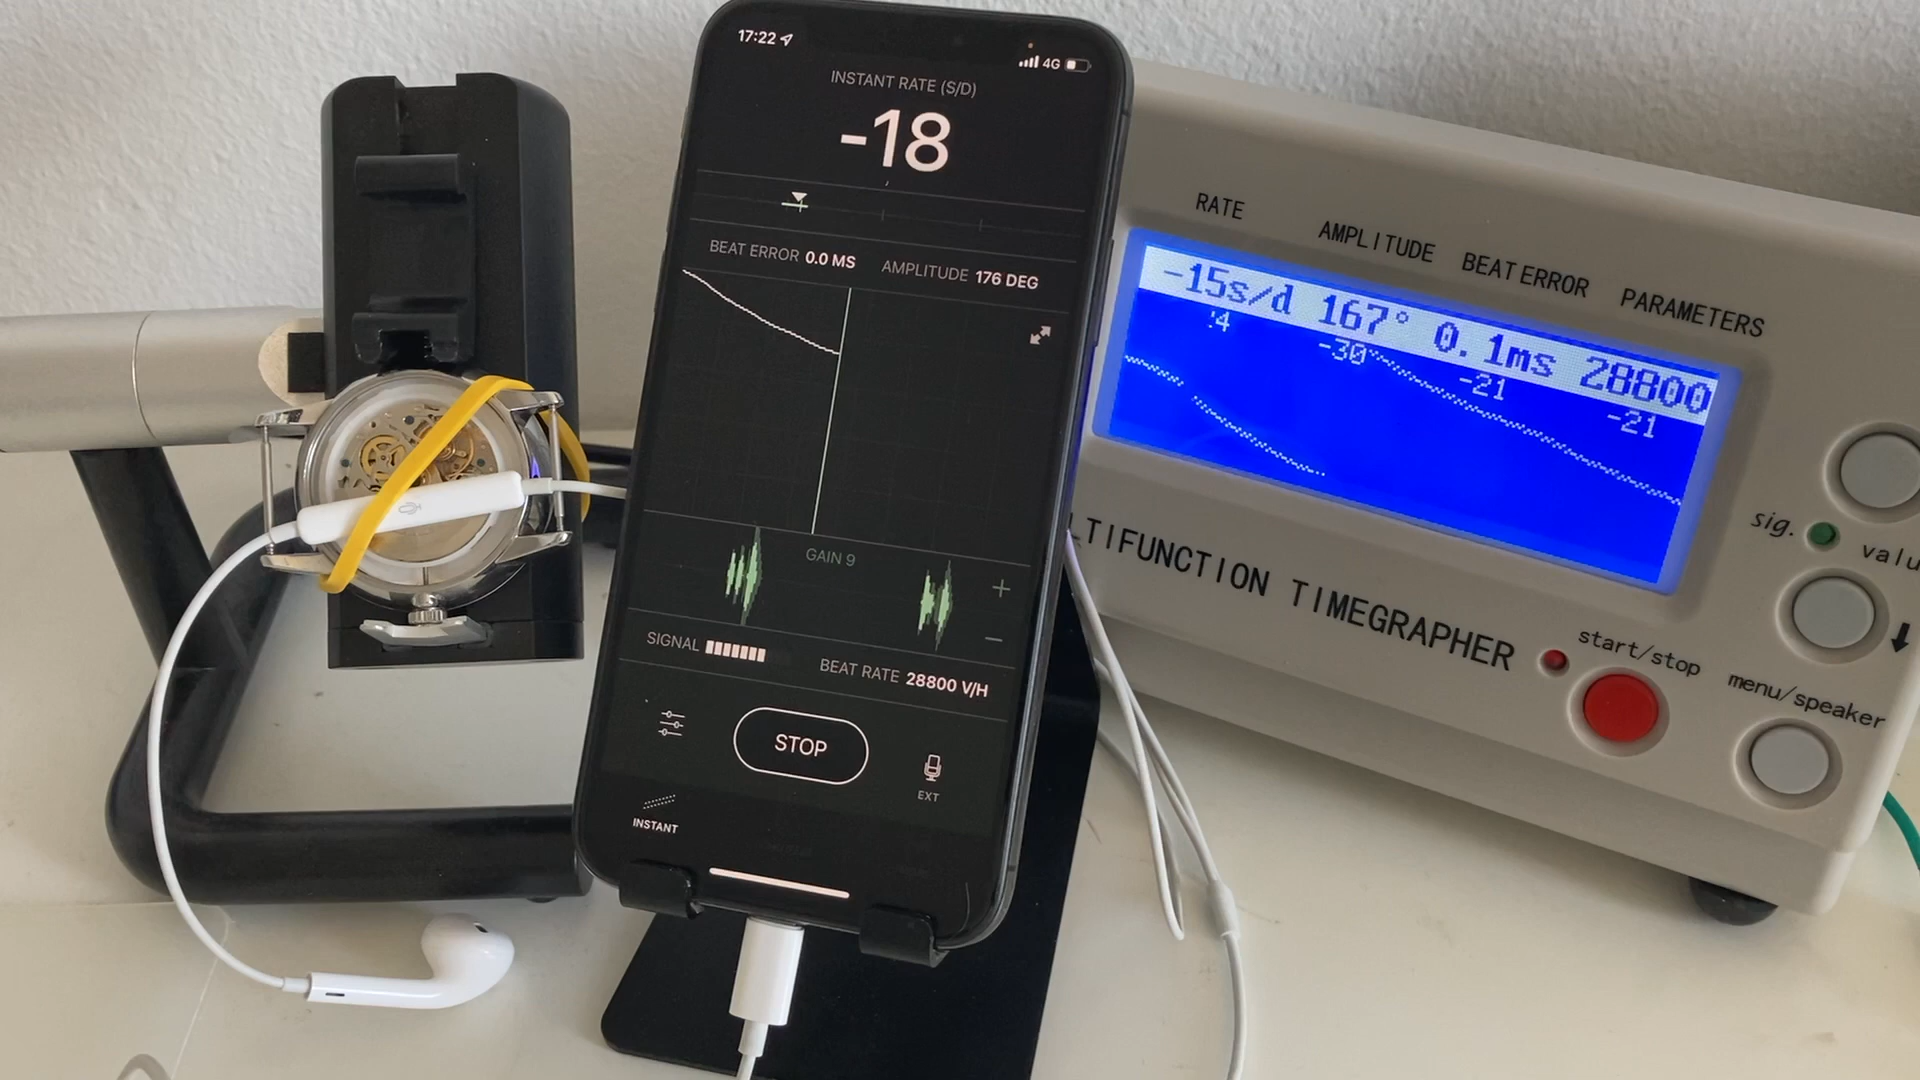 17:22
4G
INSTANT RATE (S/D)
-18
BEAT ERROR 0.0 MS AMPLITUDE 176 DEG
GAIN 9
+
−
SIGNAL
BEAT RATE 28800 V/H
STOP
EXT
INSTANT
RATE AMPLITUDE BEAT ERROR PARAMETERS
-15s/d 167° 0.1ms 28800
-30
-21
-21
LTIFUNCTION TIMEGRAPHER
sig.
valu
start/stop
menu/speaker